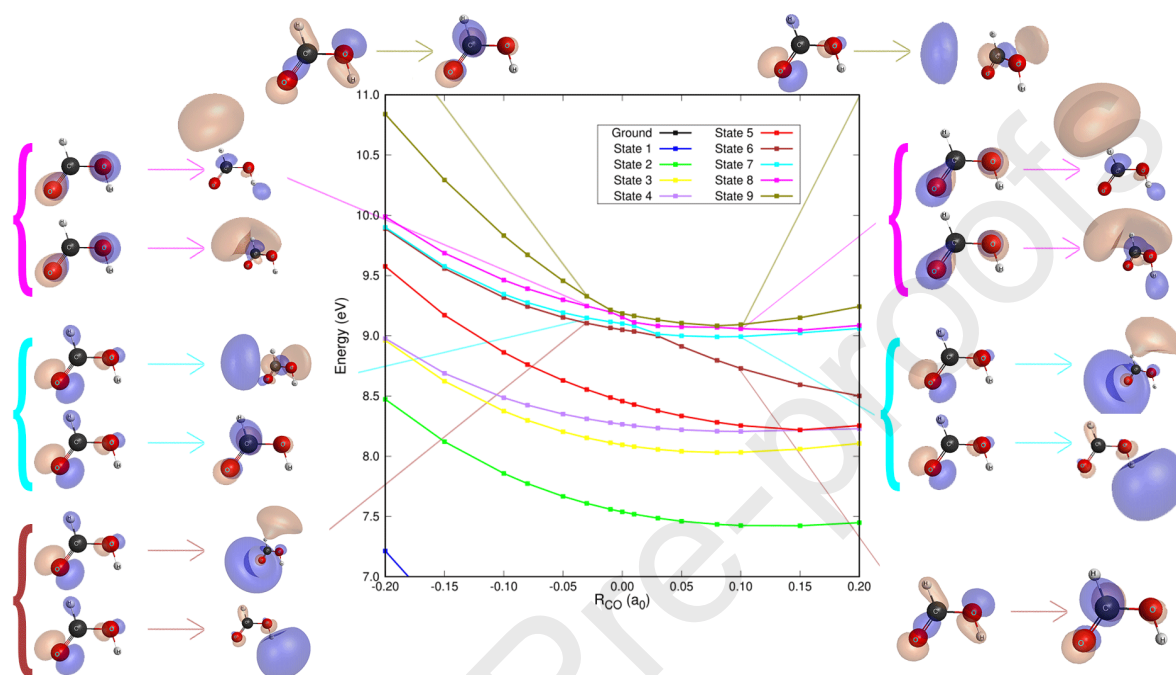 11.0
10.5
10.0
9.5
9.0
8.5
8.0
7.5
7.0
Energy (eV)
Ground
State 1
State 2
State 3
State 4
State 5
State 6
State 7
State 8
State 9
-0.20 -0.15 -0.10 -0.05 0.00 0.05 0.10 0.15 0.20
R_CO (a_0)
Pre-proofs